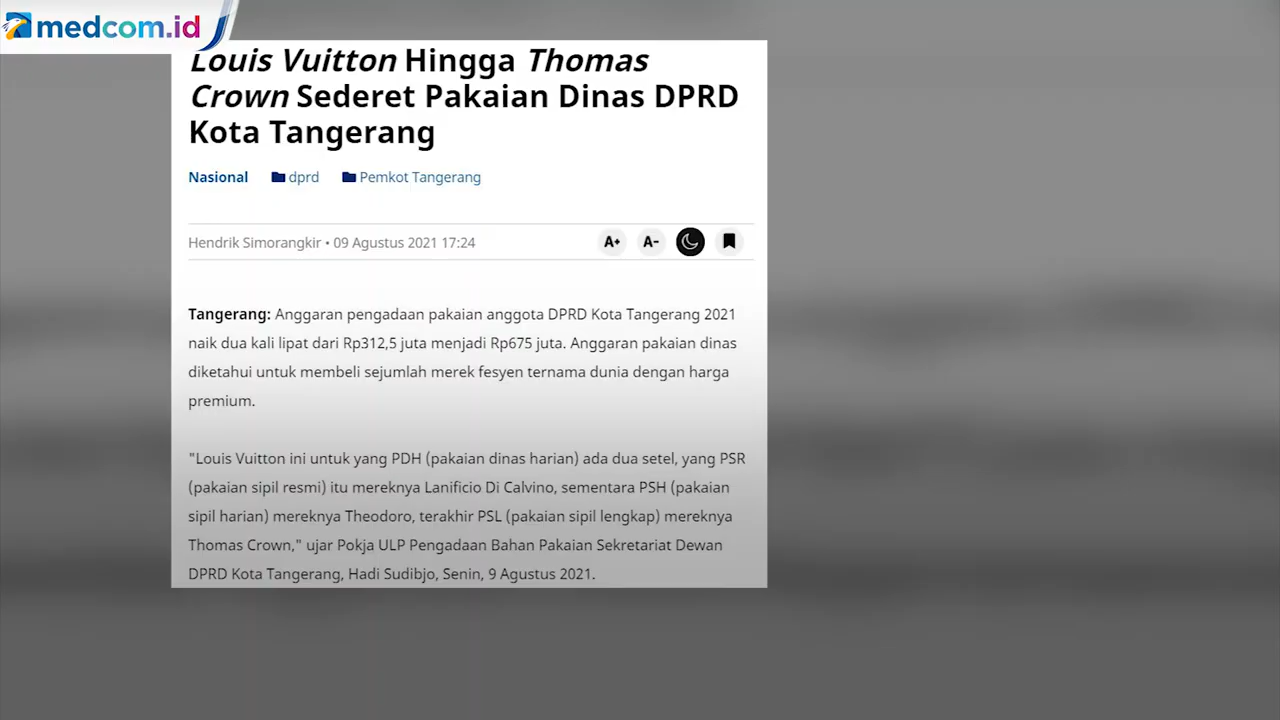 medcom.id
Louis Vuitton Hingga Thomas
Crown Sederet Pakaian Dinas DPRD
Kota Tangerang
Nasional dprd Pemkot Tangerang
Hendrik Simorangkir • 09 Agustus 2021 17:24 A+ A-
Tangerang: Anggaran pengadaan pakaian anggota DPRD Kota Tangerang 2021
naik dua kali lipat dari Rp312,5 juta menjadi Rp675 juta. Anggaran pakaian dinas
diketahui untuk membeli sejumlah merek fesyen ternama dunia dengan harga
premium.
"Louis Vuitton ini untuk yang PDH (pakaian dinas harian) ada dua setel, yang PSR
(pakaian sipil resmi) itu mereknya Lanificio Di Calvino, sementara PSH (pakaian
sipil harian) mereknya Theodoro, terakhir PSL (pakaian sipil lengkap) mereknya
Thomas Crown," ujar Pokja ULP Pengadaan Bahan Pakaian Sekretariat Dewan
DPRD Kota Tangerang, Hadi Sudibjo, Senin, 9 Agustus 2021.